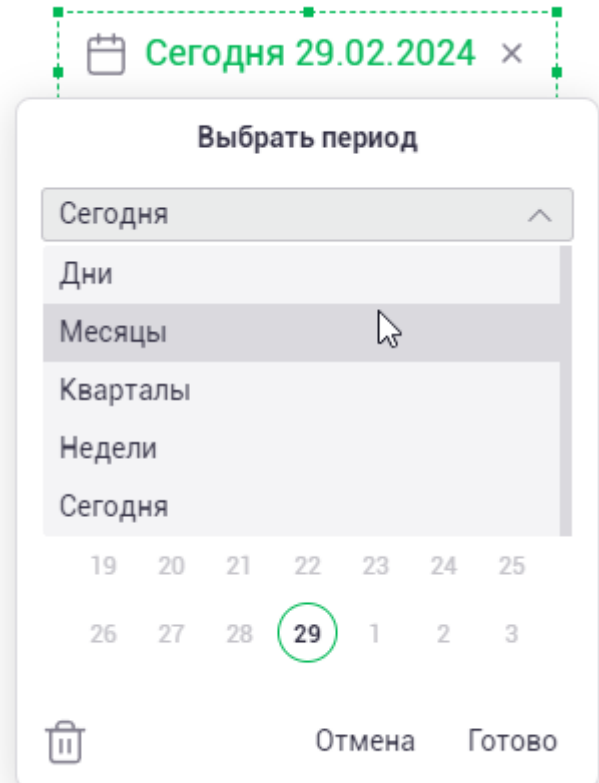 Сегодня 29.02.2024
Выбрать период
Сегодня
Дни
Месяцы
Кварталы
Недели
Сегодня
19 20 21 22 23 24 25
26 27 28 29 1 2 3
Отмена Готово